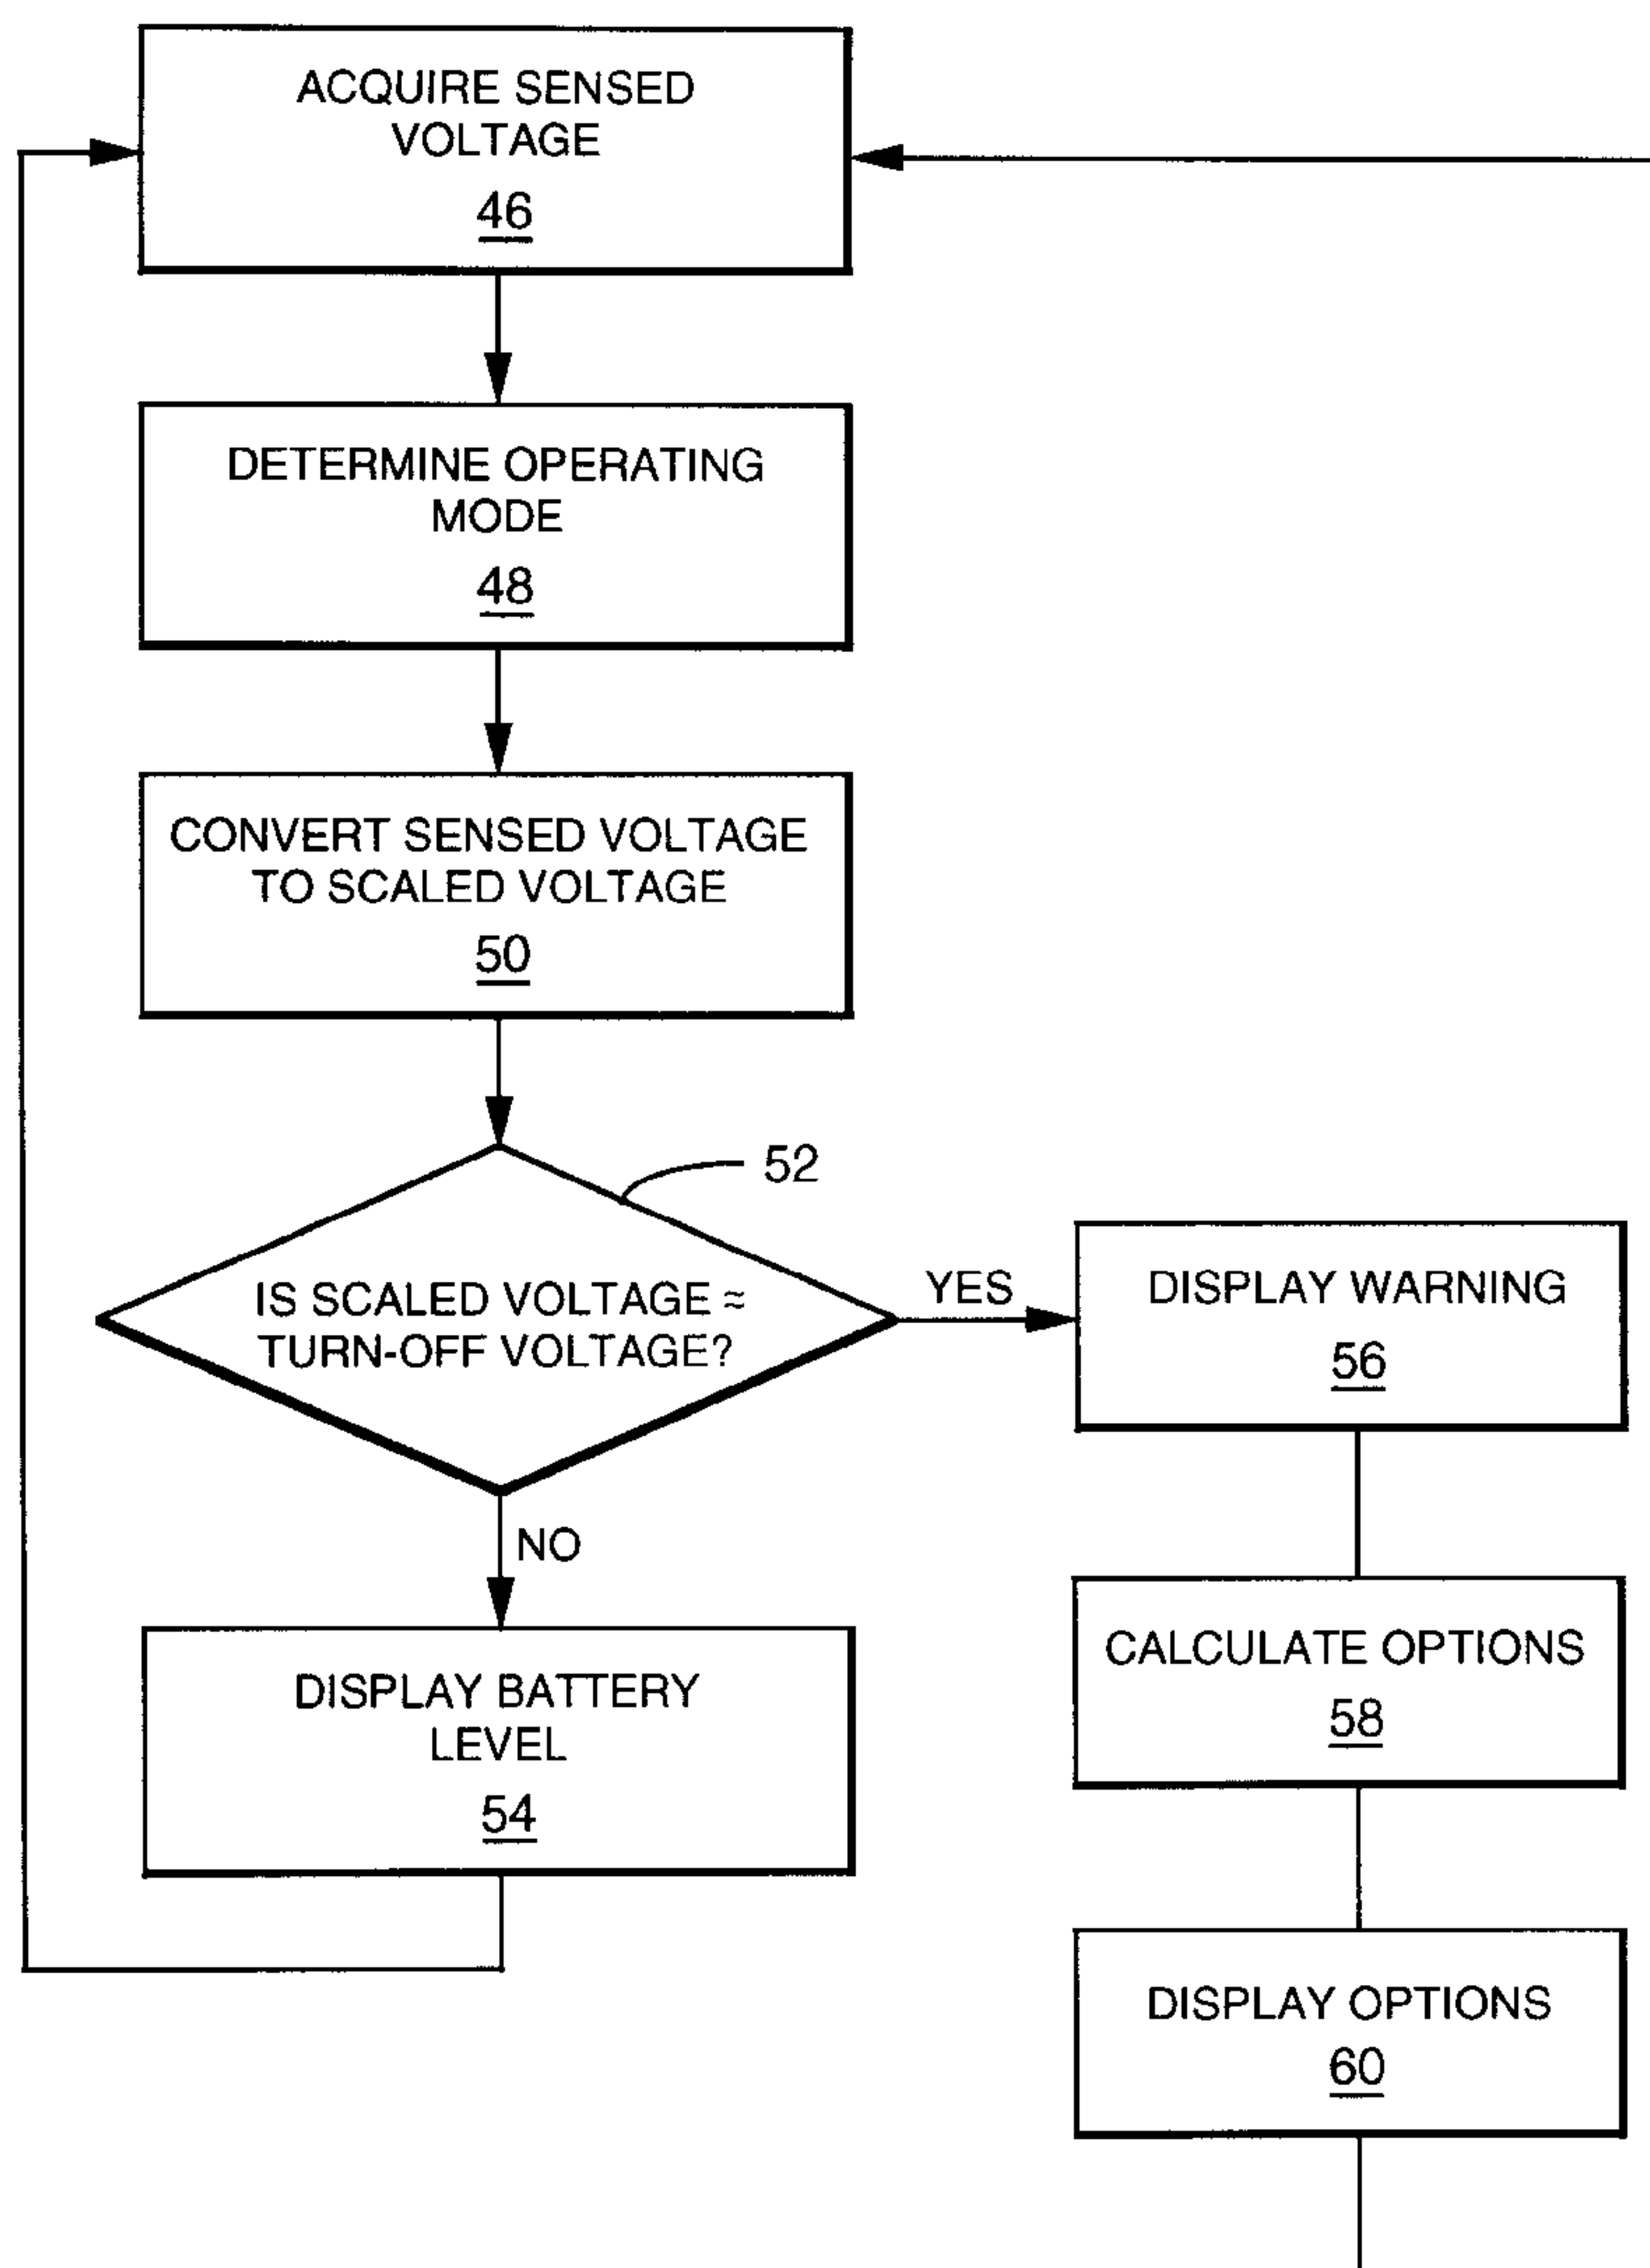 ACQUIRE SENSED
VOLTAGE
46
DETERMINE OPERATING
MODE
48
CONVERT SENSED VOLTAGE
TO SCALED VOLTAGE
50
52
IS SCALED VOLTAGE ≈
TURN-OFF VOLTAGE?
YES
NO
DISPLAY BATTERY
LEVEL
54
DISPLAY WARNING
56
CALCULATE OPTIONS
58
DISPLAY OPTIONS
60